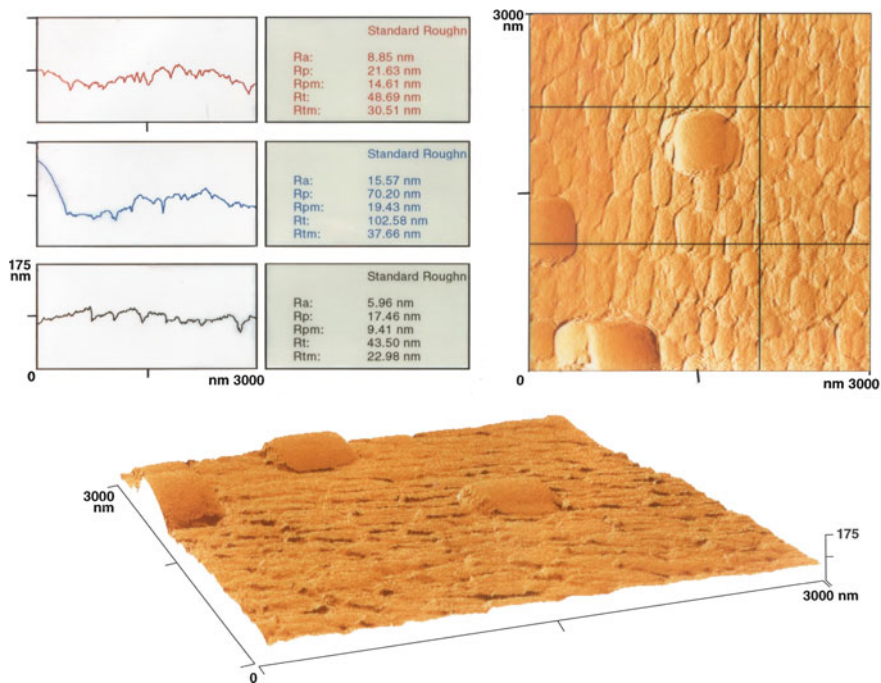 Standard Roughn
Ra: 8.85 nm
Rp: 21.63 nm
Rpm: 14.61 nm
Rt: 48.69 nm
Rtm: 30.51 nm
Standard Roughn
Ra: 15.57 nm
Rp: 70.20 nm
Rpm: 19.43 nm
Rt: 102.58 nm
Rtm: 37.66 nm
175
nm
Standard Roughn
Ra: 5.96 nm
Rp: 17.46 nm
Rpm: 9.41 nm
Rt: 43.50 nm
Rtm: 22.98 nm
0 nm 3000
3000
nm
0 nm 3000
3000
nm
175
3000 nm
0